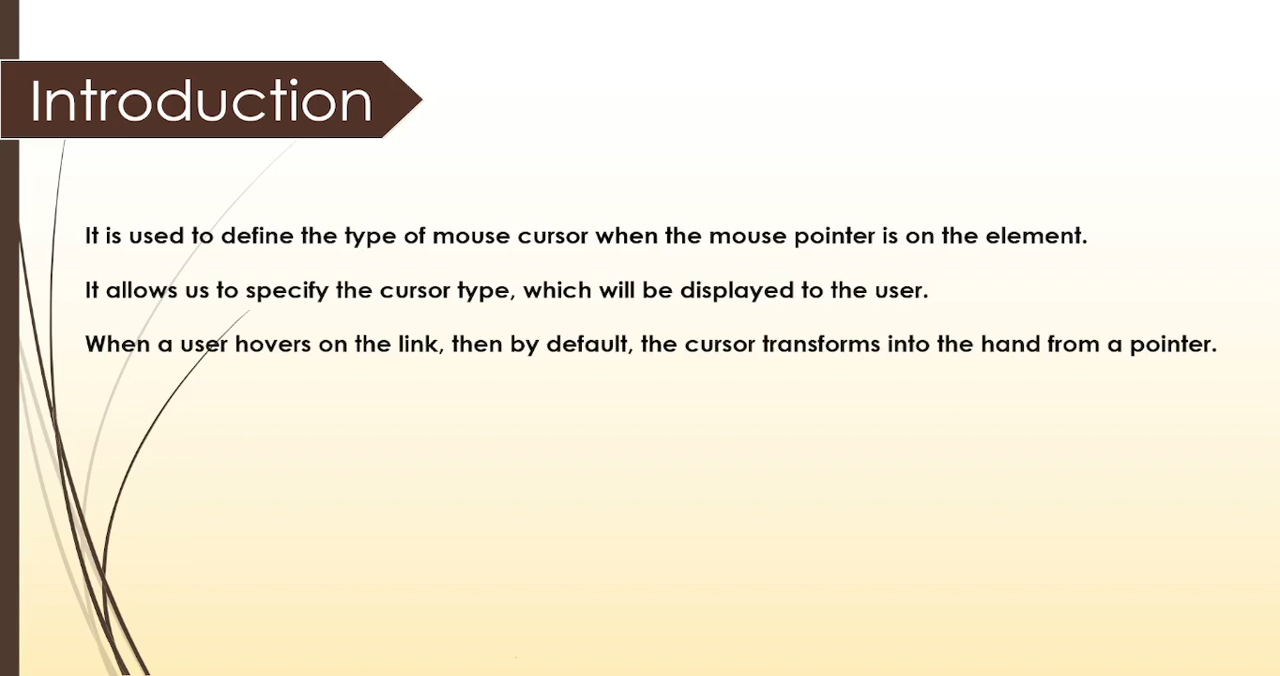 Introduction
It is used to define the type of mouse cursor when the mouse pointer is on the element.
It allows us to specify the cursor type, which will be displayed to the user.
When a user hovers on the link, then by default, the cursor transforms into the hand from a pointer.